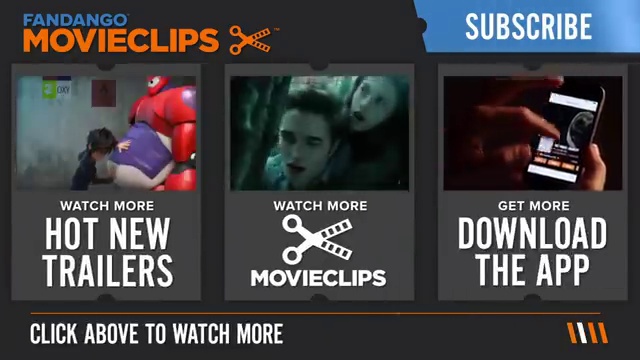 FANDANGO
MOVIECLIPS
SUBSCRIBE
WATCH MORE
HOT NEW
TRAILERS
WATCH MORE
MOVIECLIPS
GET MORE
DOWNLOAD
THE APP
CLICK ABOVE TO WATCH MORE